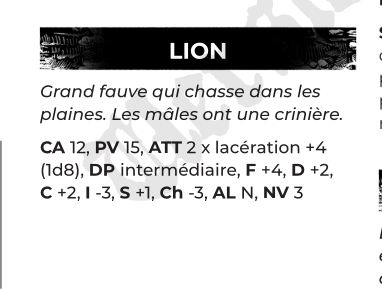 LION
Grand fauve qui chasse dans les
plaines. Les mâles ont une crinière.
CA 12, PV 15, ATT 2 x lacération +4
(1d8), DP intermédiaire, F +4, D +2,
C +2, I -3, S +1, Ch -3, AL N, NV 3